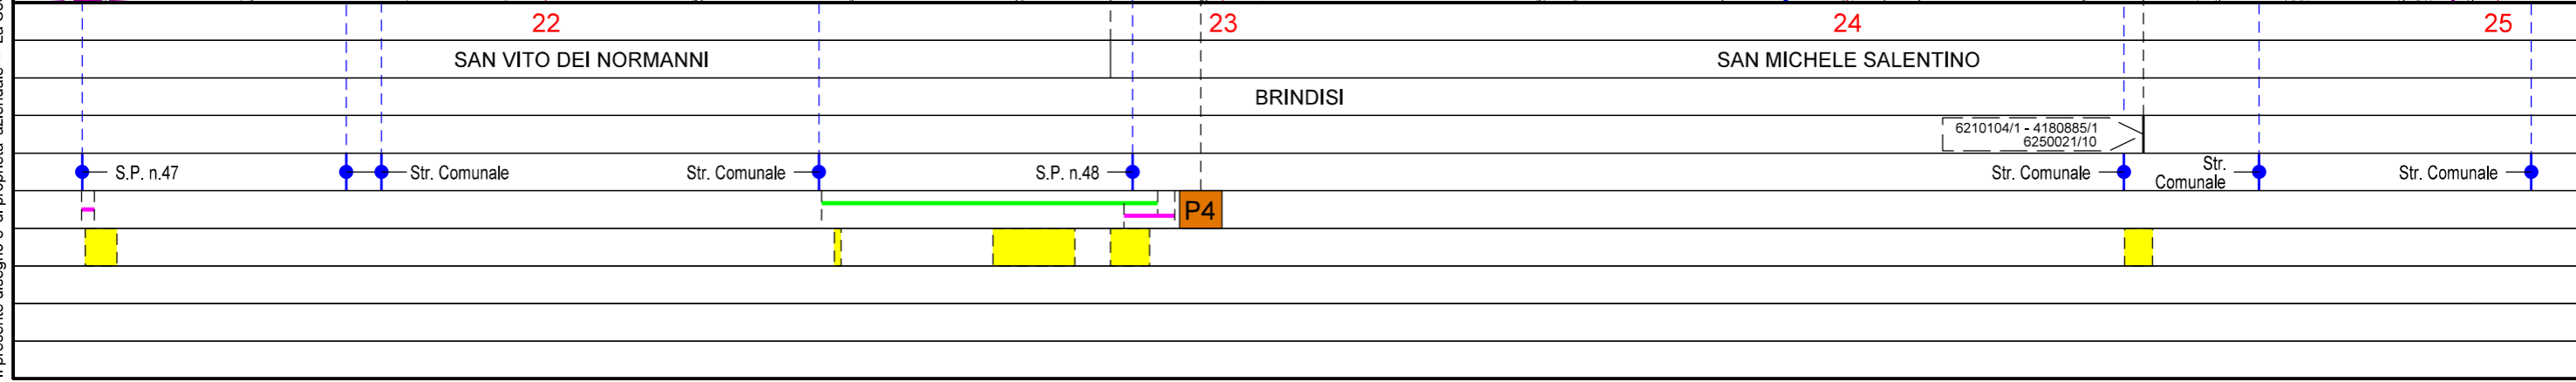 22 23 24 25
SAN VITO DEI NORMANNI SAN MICHELE SALENTINO
BRINDISI
6210104/1 - 4180885/1
6250021/10
S.P. n.47 Str. Comunale Str. Comunale S.P. n.48 Str. Comunale Str.
Comunale Str. Comunale
P4